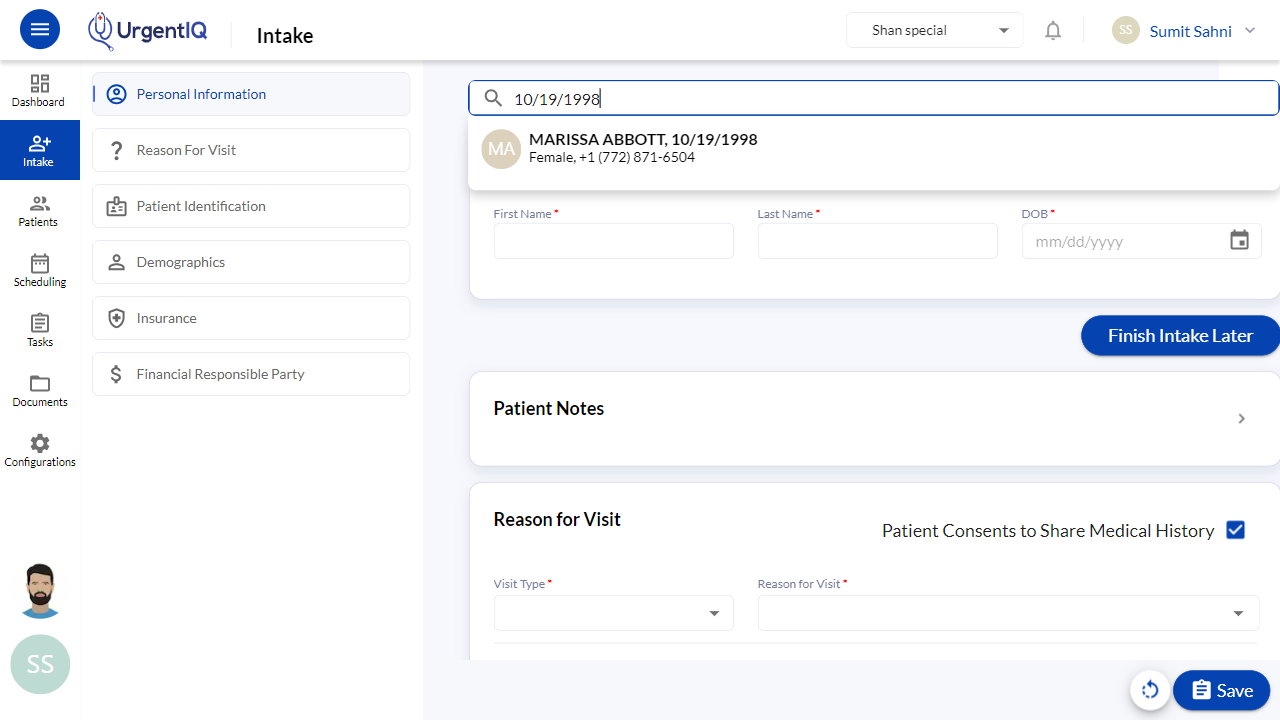 UrgentIQ
Intake
Shan special
SS
Sumit Sahni
Dashboard
Intake
Patients
Scheduling
Tasks
Documents
Configurations
SS
Personal Information
Reason For Visit
Patient Identification
Demographics
Insurance
Financial Responsible Party
10/19/1998
MA
MARISSA ABBOTT, 10/19/1998
Female, +1 (772) 871-6504
First Name *
Last Name *
DOB *
mm/dd/yyyy
Finish Intake Later
Patient Notes
Reason for Visit
Patient Consents to Share Medical History
Visit Type *
Reason for Visit *
Save